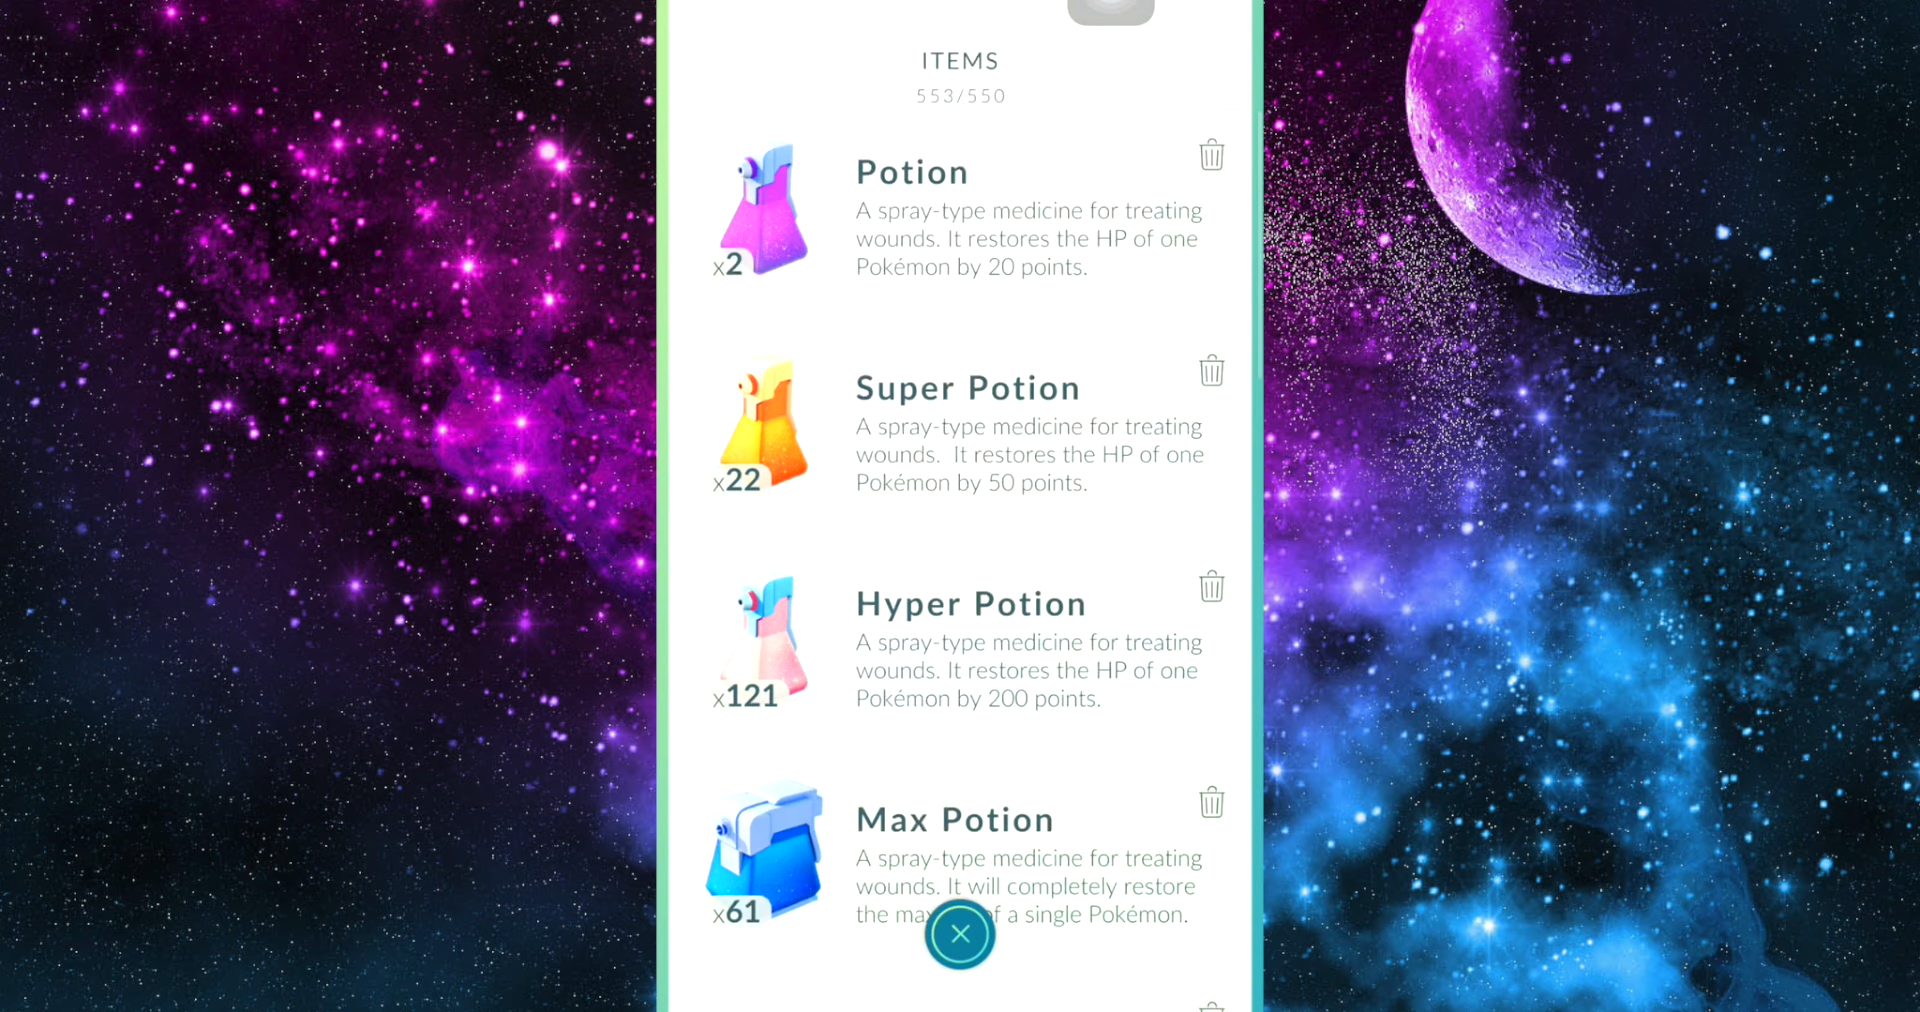 ITEMS
553/550
Potion
A spray-type medicine for treating
wounds. It restores the HP of one
Pokémon by 20 points.
x2
Super Potion
A spray-type medicine for treating
wounds. It restores the HP of one
Pokémon by 50 points.
x22
Hyper Potion
A spray-type medicine for treating
wounds. It restores the HP of one
Pokémon by 200 points.
x121
Max Potion
A spray-type medicine for treating
wounds. It will completely restore
the of a single Pokémon.
x61